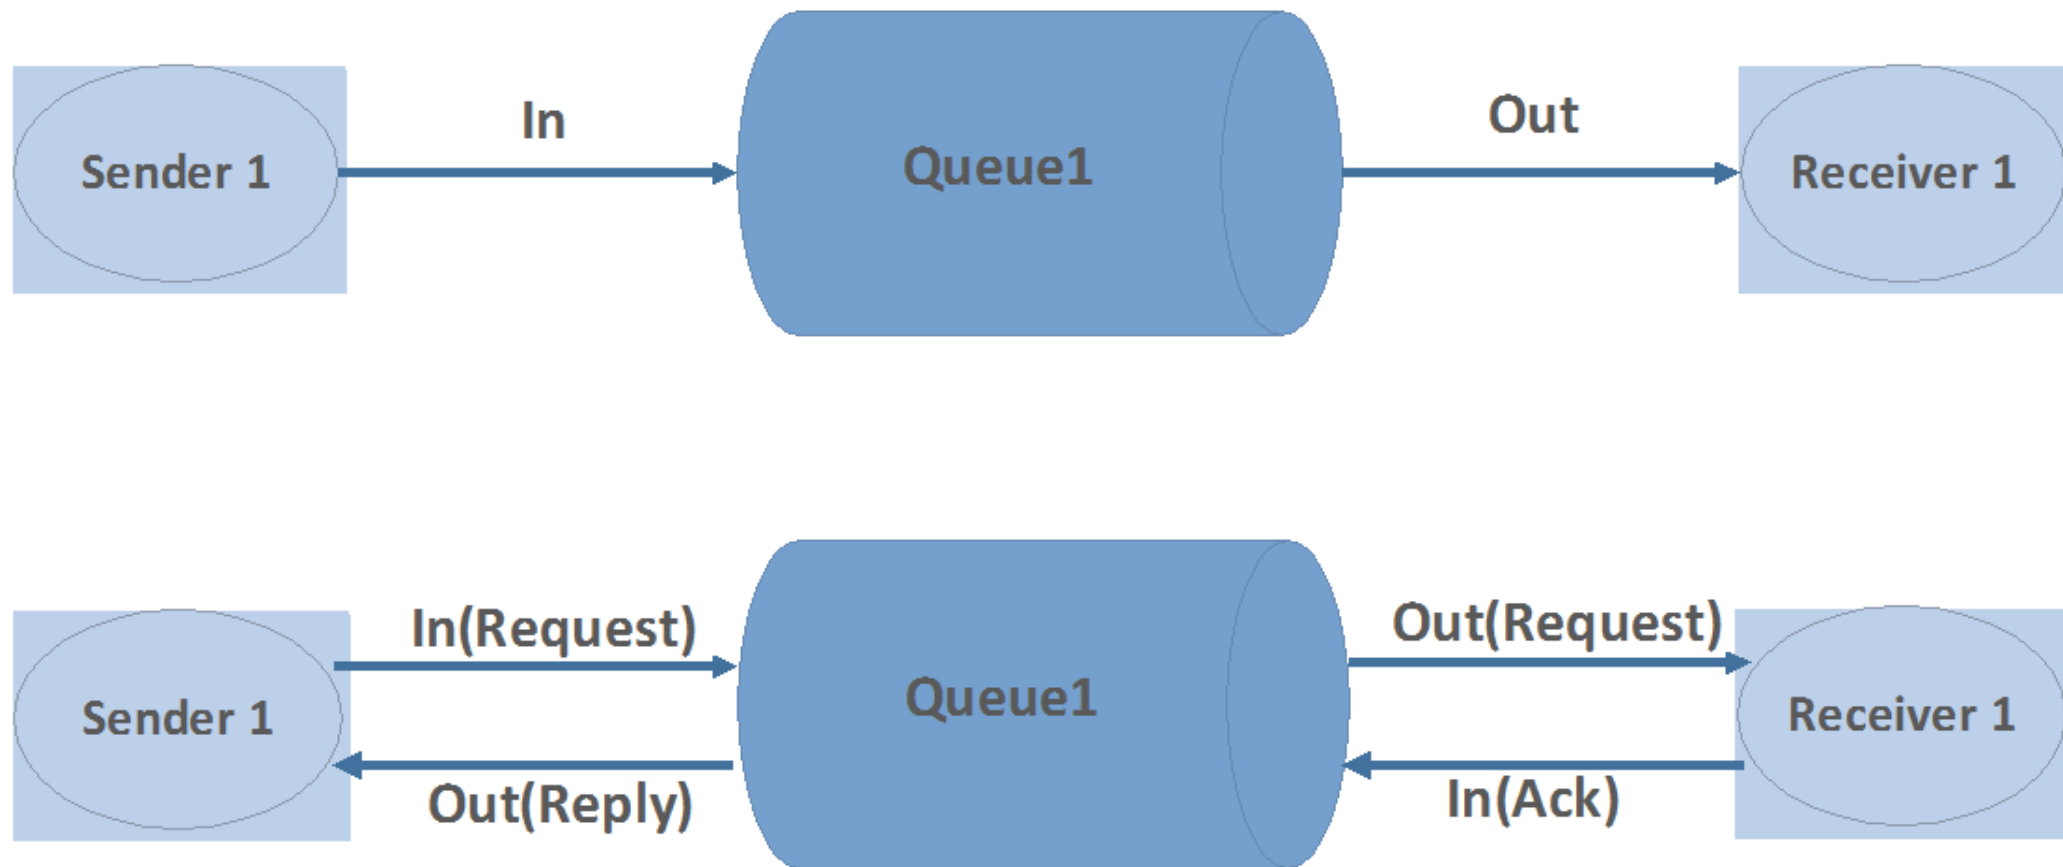 In
Out
Sender 1
Queue1
Receiver 1
In(Request)
Out(Request)
Sender 1
Queue1
Receiver 1
Out(Reply)
In(Ack)